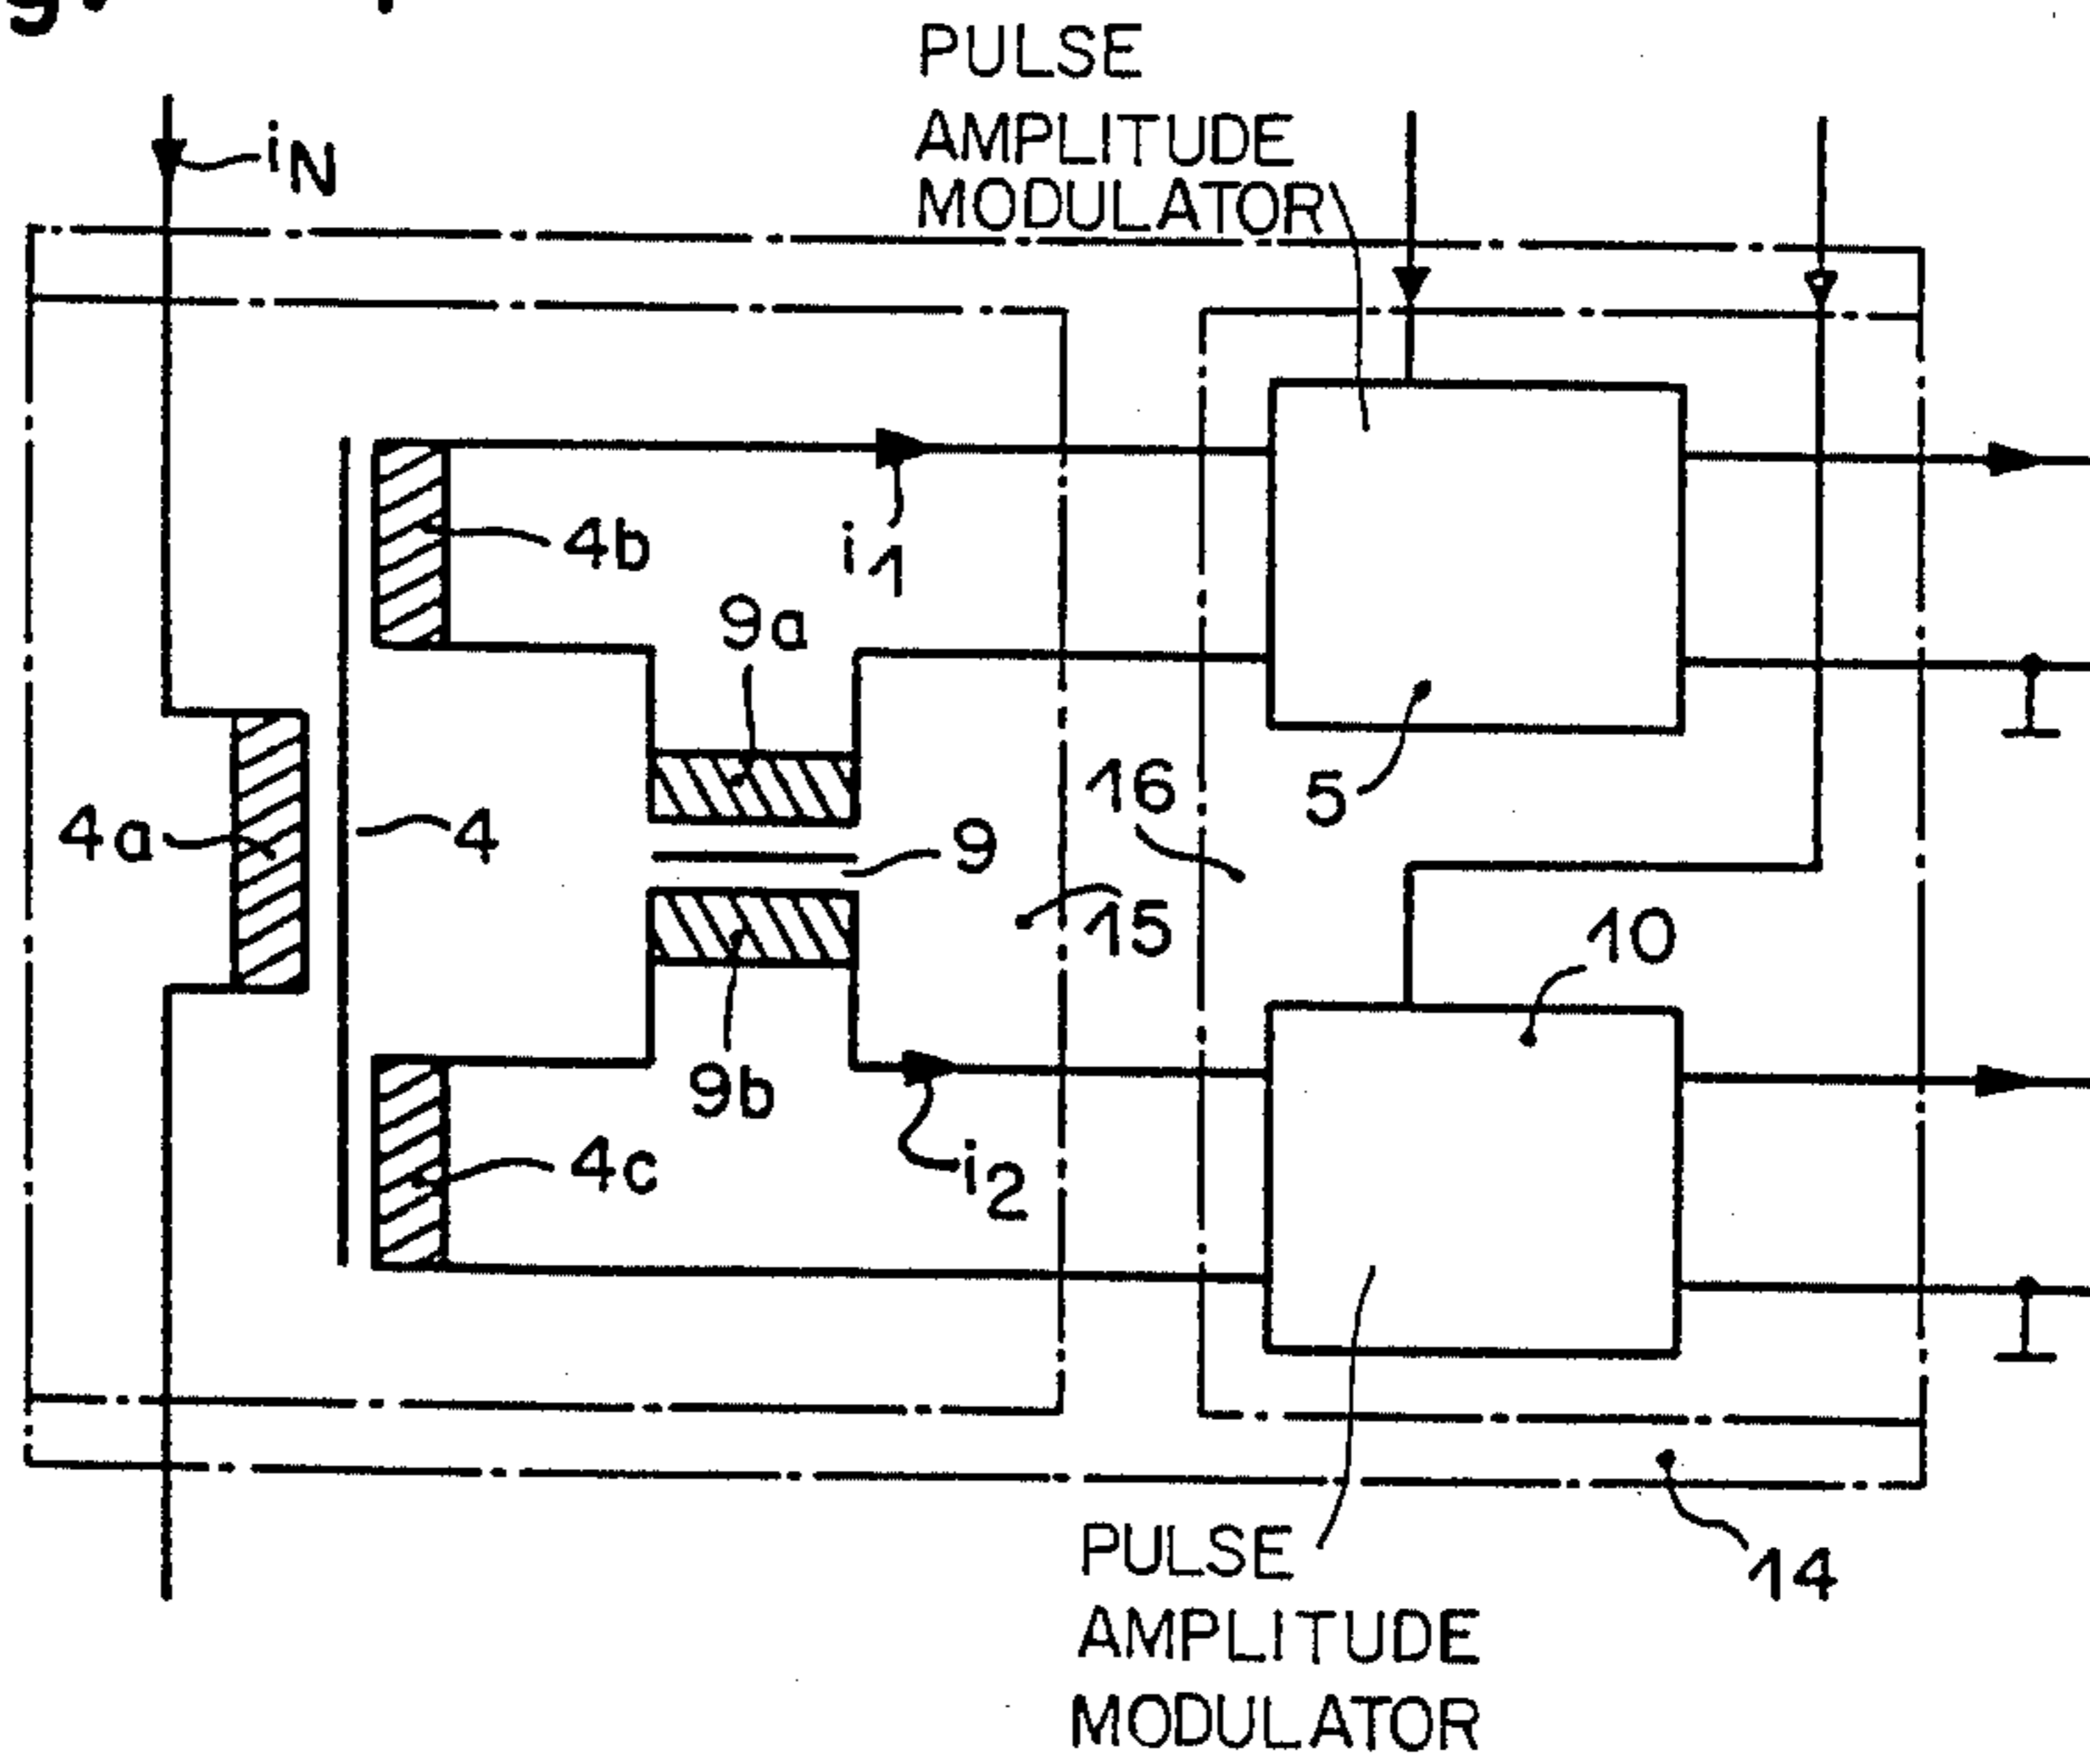 PULSE
AMPLITUDE
MODULATOR
iN
4b
i1
9a
16
5
4a
4
9
15
10
9b
4c
i2
PULSE
AMPLITUDE
MODULATOR
14